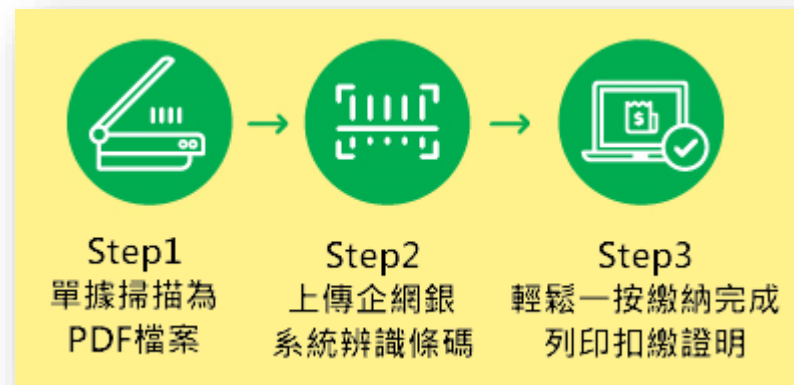 Step1
單據掃描為
PDF檔案
Step2
上傳企網銀
系統辨識條碼
Step3
輕鬆一按繳納完成
列印扣繳證明